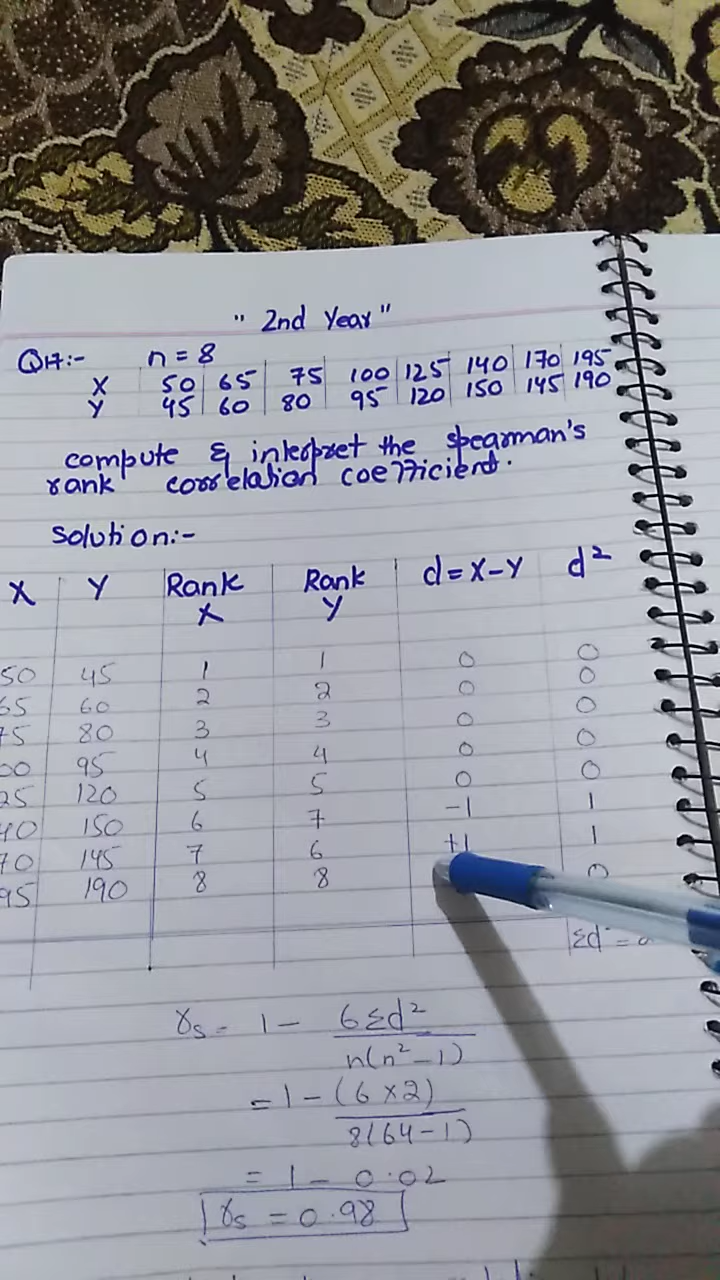 " 2nd Year"
Q17:- n = 8
X 50 65 75 100 125 140 170 195
Y 45 60 80 95 120 150 145 190
compute & interpret the spearman's
rank correlation coefficient.
Solution:-
X Y Rank X Rank Y d = X - Y d²
50 45 1 1 0 0
65 60 2 2 0 0
75 80 3 3 0 0
00 95 4 4 0 0
25 120 5 5 0 0
40 150 6 7 -1 1
70 145 7 6 +1 1
95 190 8 8 0
Σd² =
rs = 1 - 6Σd² / n(n² - 1)
= 1 - (6 × 2) / 8(64 - 1)
= 1 - 0.02
rs = 0.98